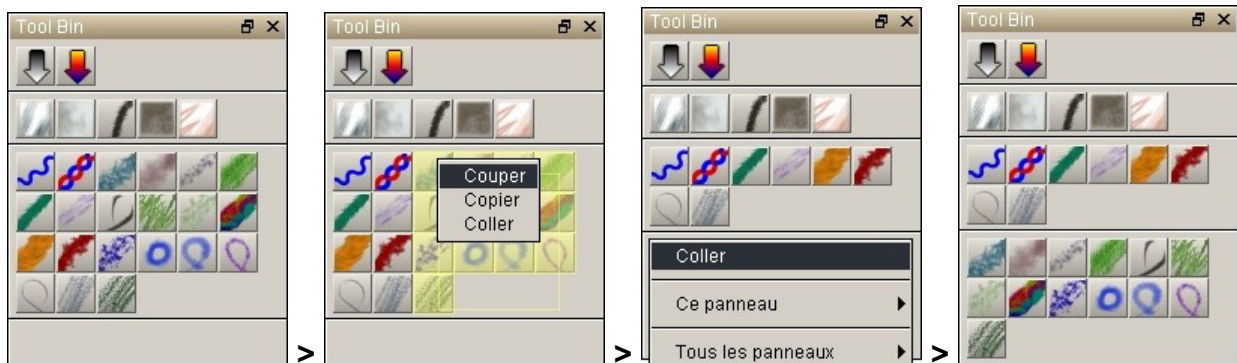 Tool Bin
Tool Bin
Tool Bin
Tool Bin
Couper
Copier
Coller
Coller
Ce panneau
Tous les panneaux
> > >